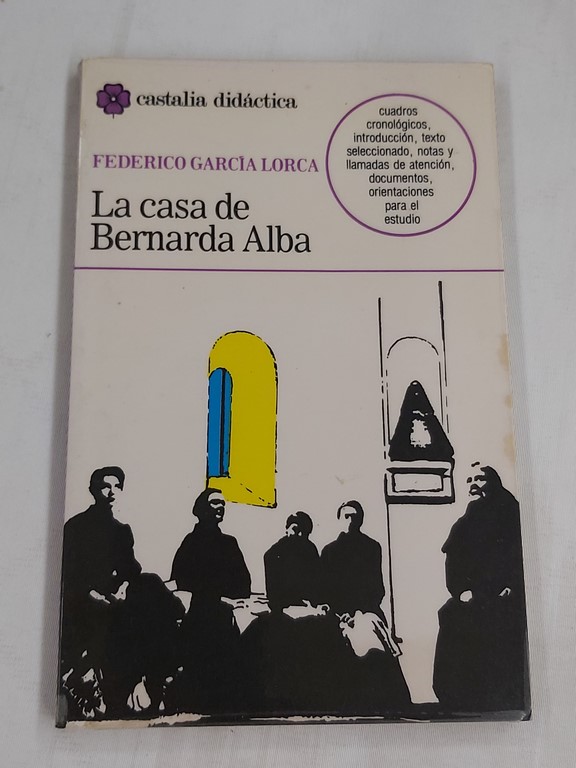 castalia didáctica
FEDERICO GARCÍA LORCA
La casa de
Bernarda Alba
cuadros
cronológicos,
introducción, texto
seleccionado, notas y
llamadas de atención,
documentos,
orientaciones
para el
estudio